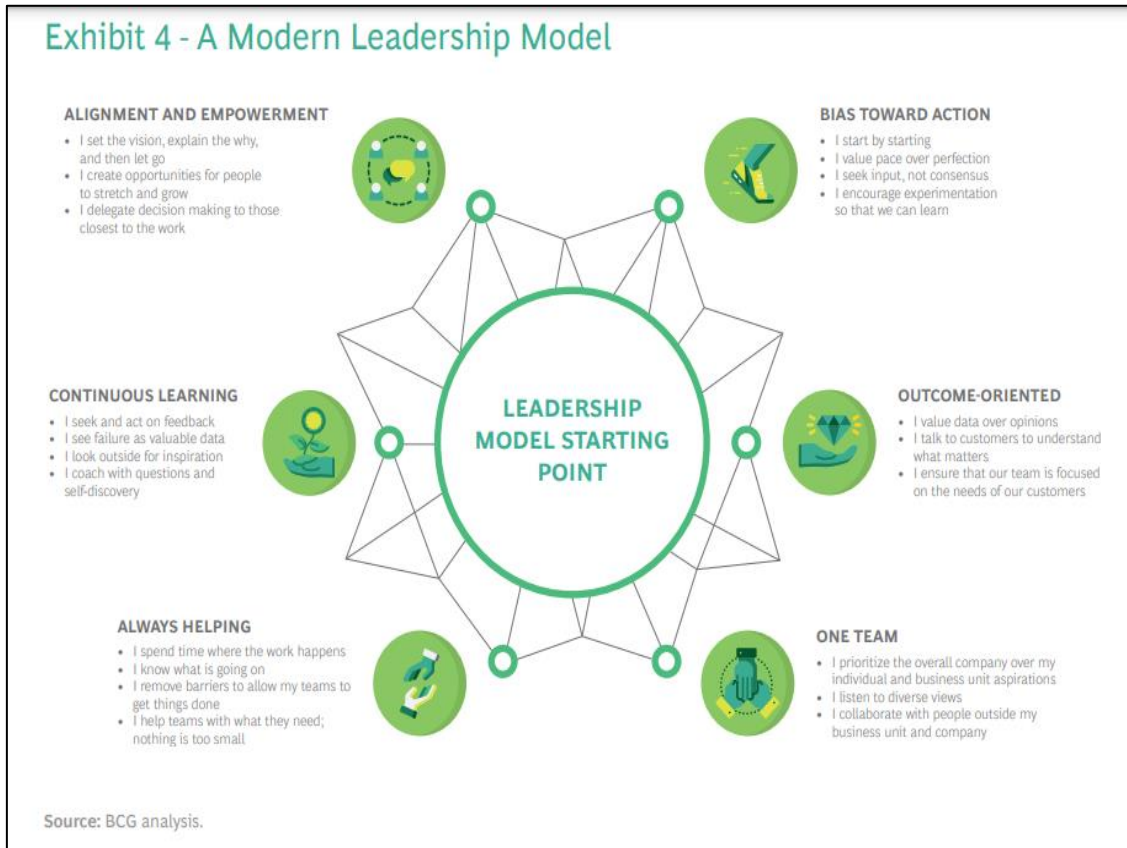 Exhibit 4 - A Modern Leadership Model
ALIGNMENT AND EMPOWERMENT
• I set the vision, explain the why,
and then let go
• I create opportunities for people
to stretch and grow
• I delegate decision making to those
closest to the work
BIAS TOWARD ACTION
• I start by starting
• I value pace over perfection
• I seek input, not consensus
• I encourage experimentation
so that we can learn
CONTINUOUS LEARNING
• I seek and act on feedback
• I see failure as valuable data
• I look outside for inspiration
• I coach with questions and
self-discovery
LEADERSHIP
MODEL STARTING
POINT
OUTCOME-ORIENTED
• I value data over opinions
• I talk to customers to understand
what matters
• I ensure that our team is focused
on the needs of our customers
ALWAYS HELPING
• I spend time where the work happens
• I know what is going on
• I remove barriers to allow my teams to
get things done
• I help teams with what they need;
nothing is too small
ONE TEAM
• I prioritize the overall company over my
individual and business unit aspirations
• I listen to diverse views
• I collaborate with people outside my
business unit and company
Source: BCG analysis.